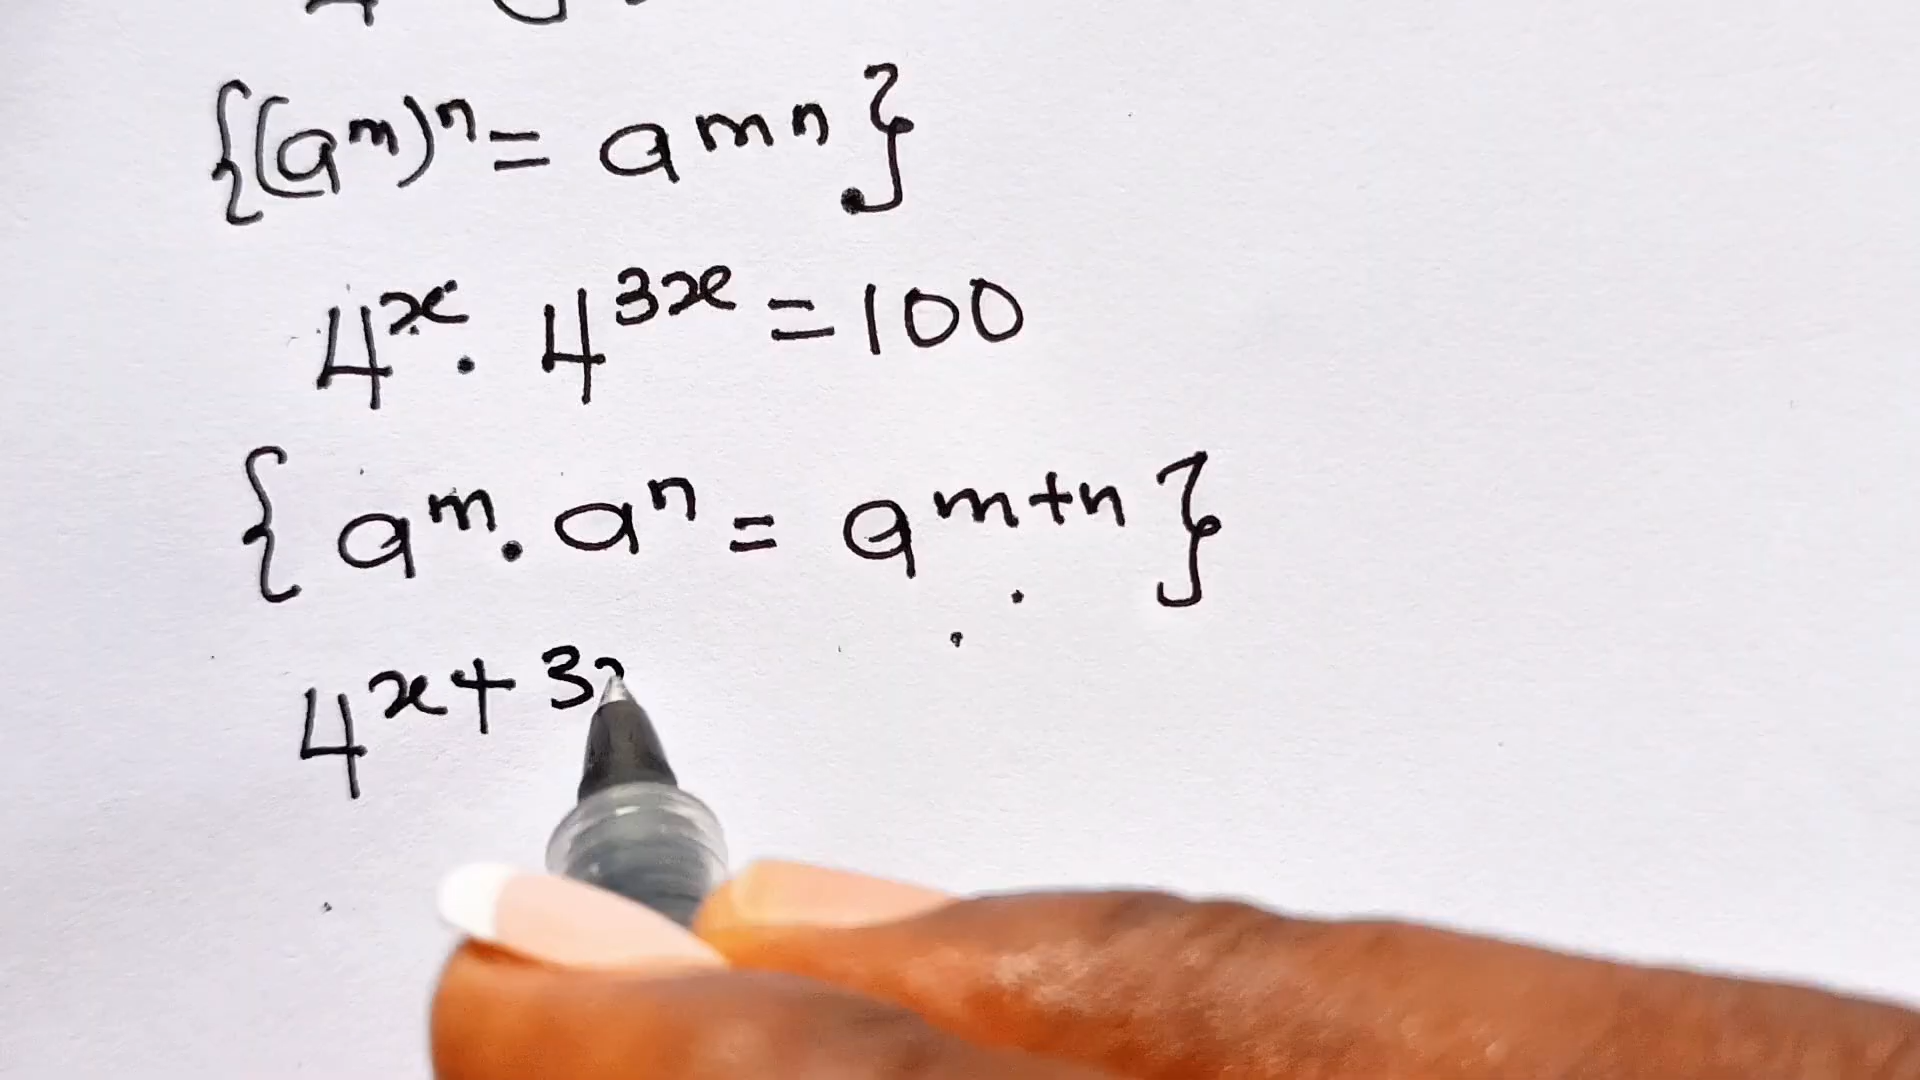 {(a^m)^n = a^mn}
4^x . 4^3x = 100
{a^m . a^n = a^m+n}
4^x+3